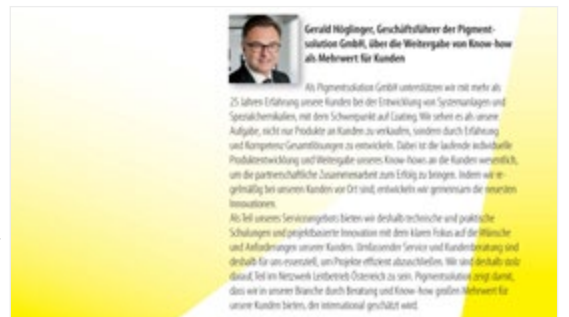 Gerald Höglinger, Geschäftsführer der Pigment-
solution GmbH, über die Weitergabe von Know-how
als Mehrwert für Kunden
Als Pigmentsolution GmbH unterstützen wir mit mehr als
25 Jahren Erfahrung unsere Kunden bei der Entwicklung von Systemanlagen und
Spezialchemikalien, mit dem Schwerpunkt auf Coating. Wir sehen es als unsere
Aufgabe, nicht nur Produkte an Kunden zu verkaufen, sondern durch Erfahrung
und Kompetenz Gesamtlösungen zu entwickeln. Dabei ist die laufende individuelle
Produktentwicklung und Weitergabe unseres Know-hows an die Kunden wesentlich,
um die partnerschaftliche Zusammenarbeit zum Erfolg zu bringen. Indem wir re-
gelmäßig bei unseren Kunden vor Ort sind, entwickeln wir gemeinsam die neuesten
Innovationen.
Als Teil unseres Serviceangebots bieten wir deshalb technische und praktische
Schulungen und projektbasierte Innovation mit dem klaren Fokus auf die Wünsche
und Anforderungen unserer Kunden. Umfassender Service und Kundenberatung sind
deshalb für uns essenziell, um Projekte effizient abzuschließen. Wir sind deshalb stolz
darauf, Teil im Netzwerk Leitbetrieb Österreich zu sein. Pigmentsolution zeigt damit,
dass wir in unserer Branche durch Beratung und Know-how großen Mehrwert für
unsere Kunden bieten, der international geschätzt wird.